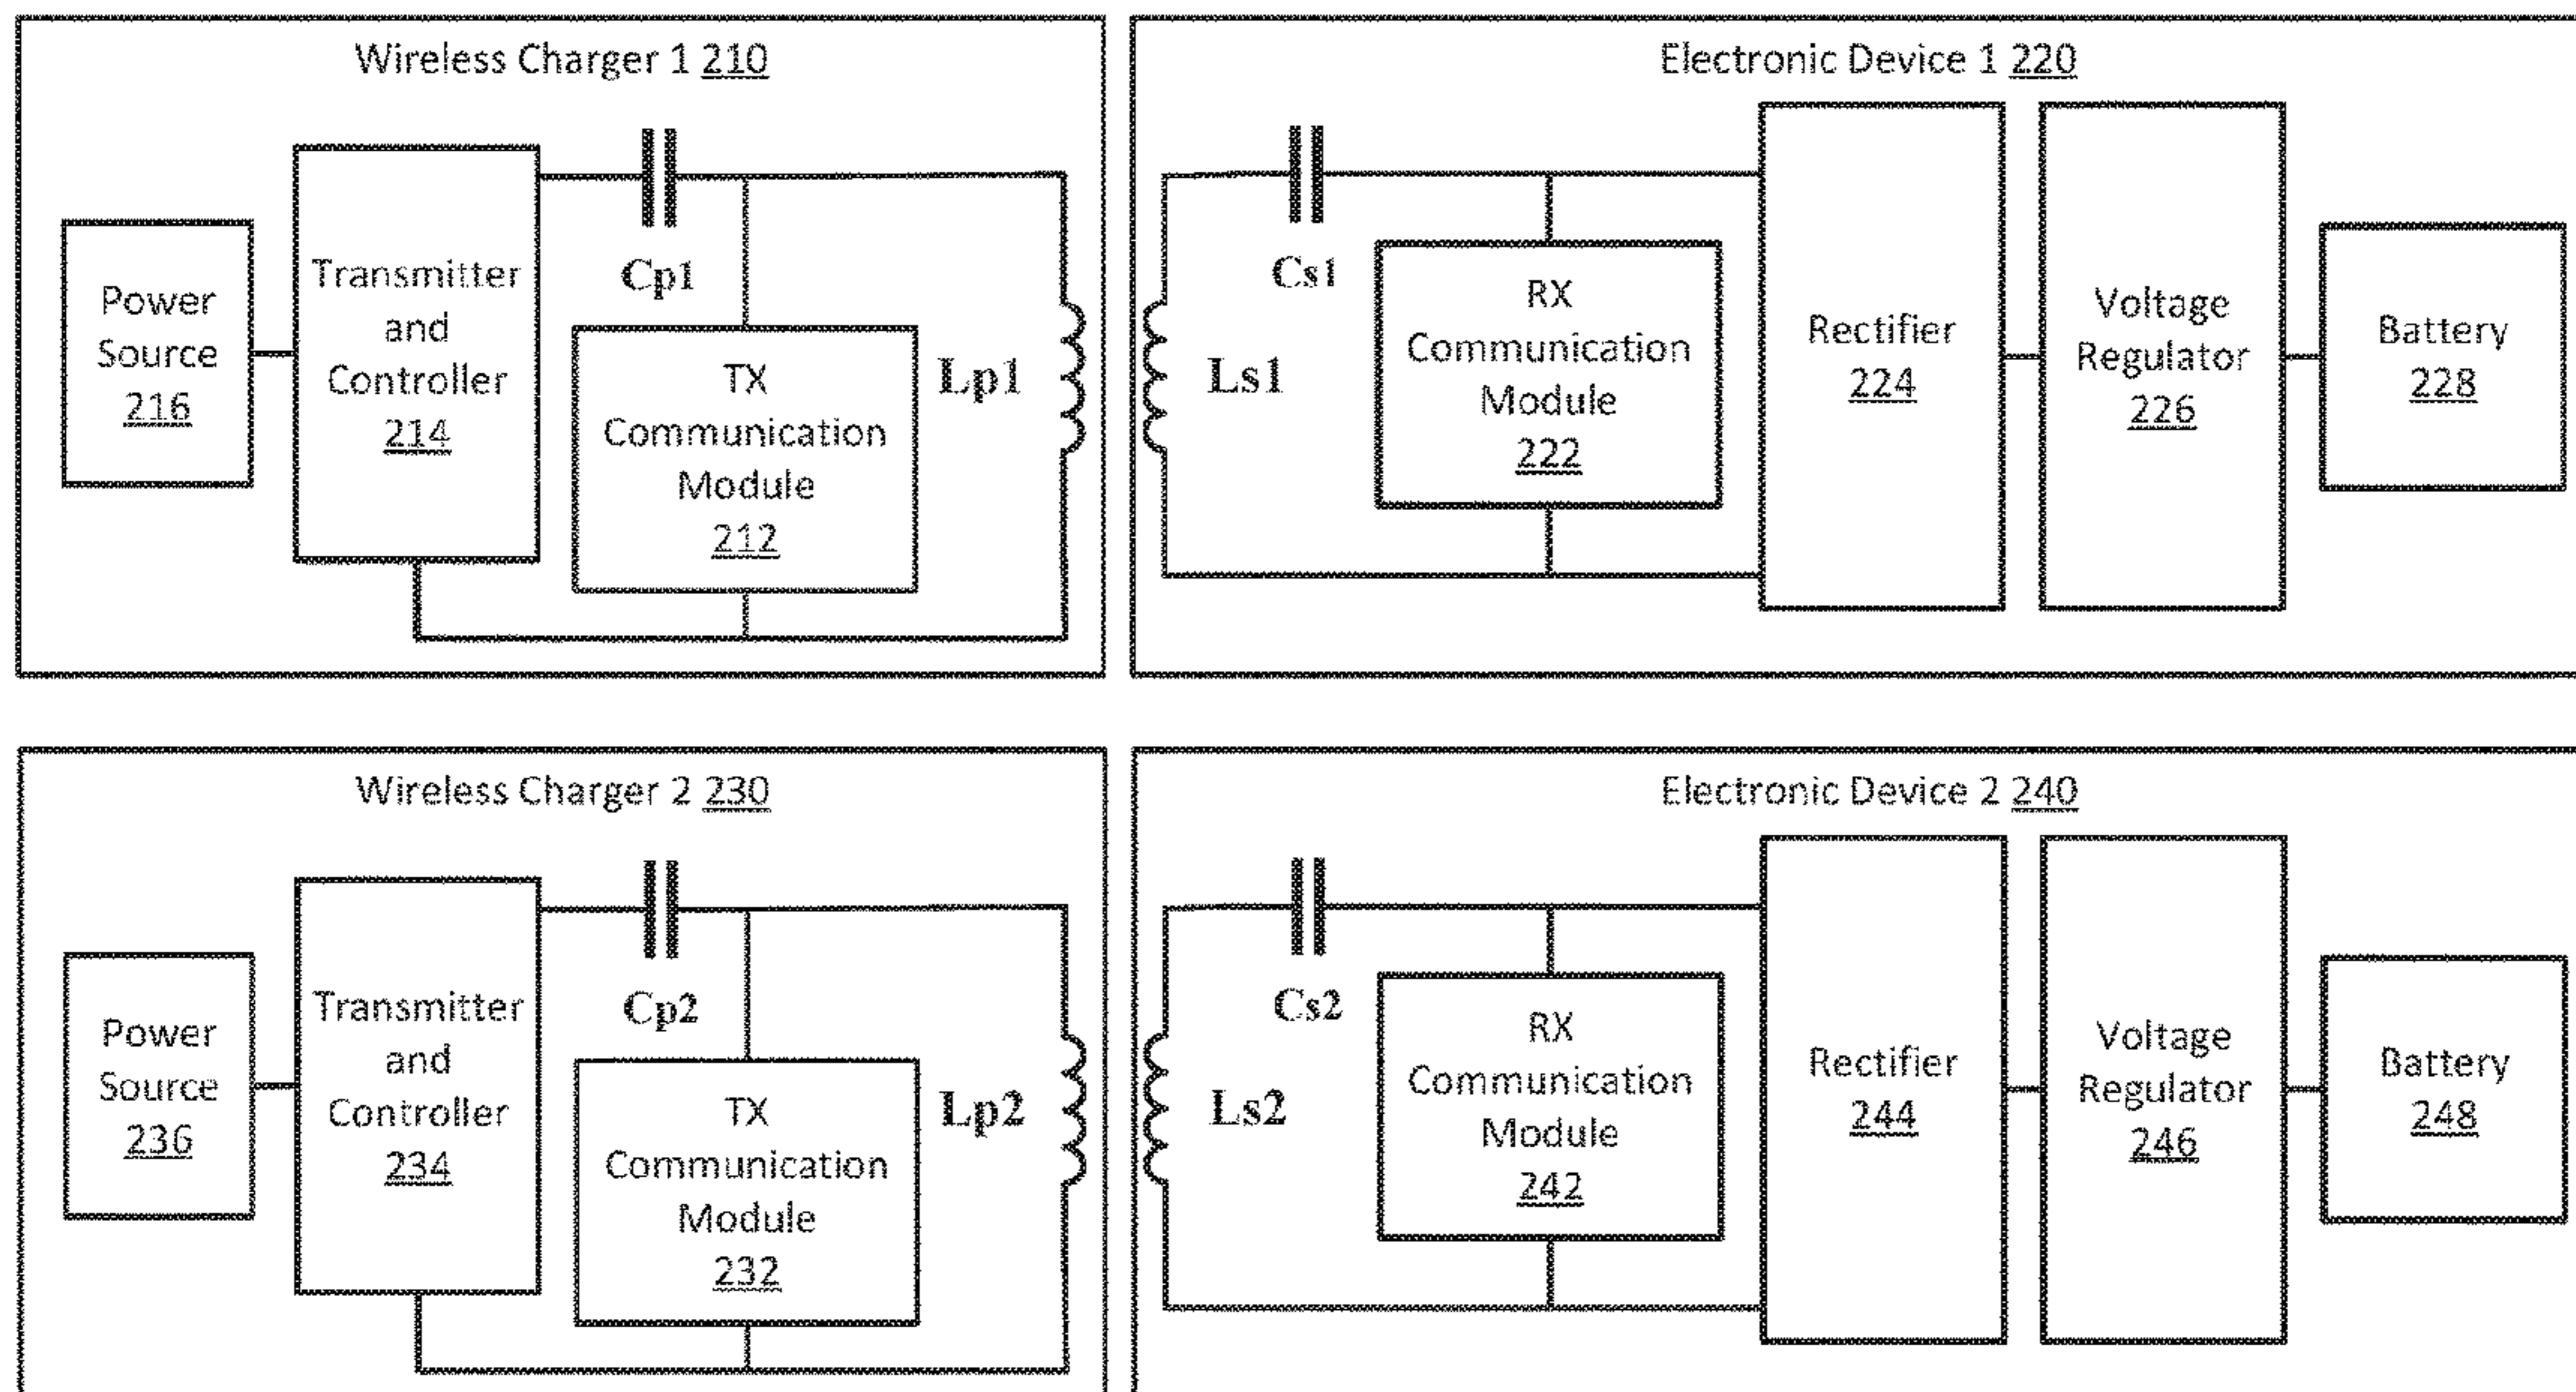 Wireless Charger 1 210
Power
Source
216
Transmitter
and
Controller
214
Cp1
TX
Communication
Module
212
Lp1
Electronic Device 1 220
Ls1
Cs1
RX
Communication
Module
222
Rectifier
224
Voltage
Regulator
226
Battery
228
Wireless Charger 2 230
Power
Source
236
Transmitter
and
Controller
234
Cp2
TX
Communication
Module
232
Lp2
Electronic Device 2 240
Ls2
Cs2
RX
Communication
Module
242
Rectifier
244
Voltage
Regulator
246
Battery
248